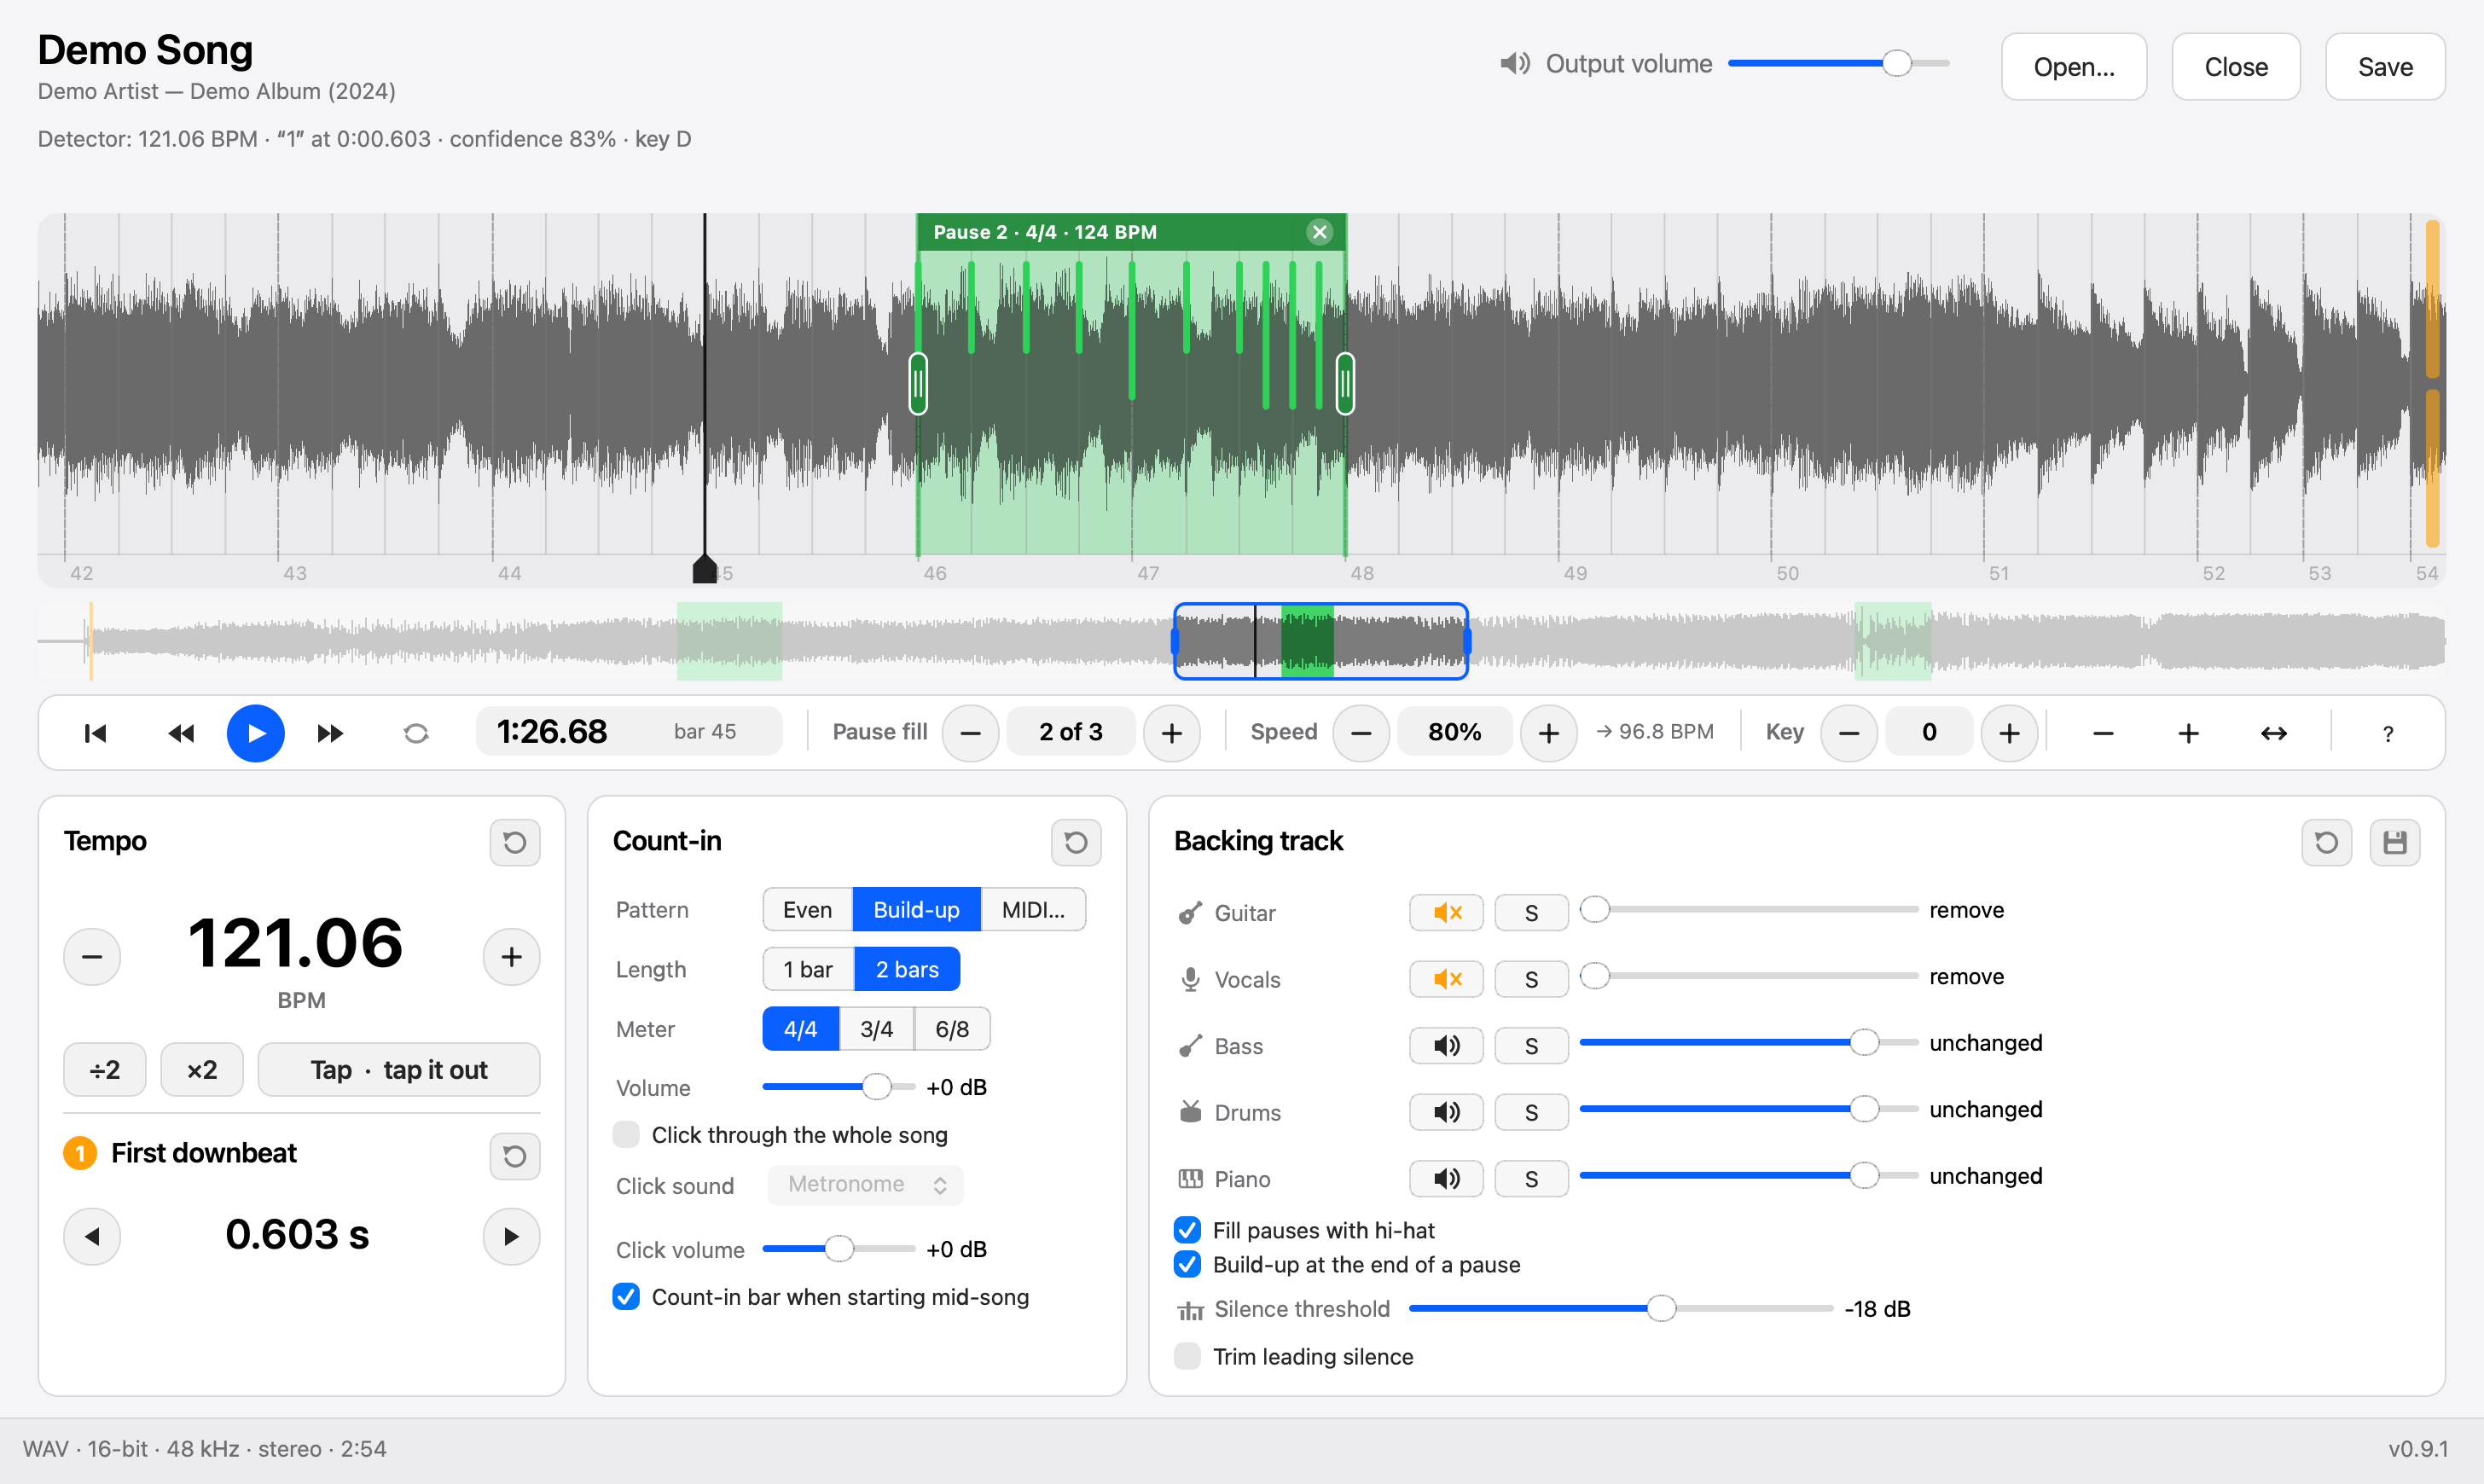 Demo Song
Output volume
Open...
Close
Save
Demo Artist — Demo Album (2024)
Detector: 121.06 BPM · “1” at 0:00.603 · confidence 83% · key D
Pause 2 · 4/4 · 124 BPM
42 43 44 45 46 47 48 49 50 51 52 53 54
1:26.68 bar 45 Pause fill − 2 of 3 + Speed − 80% + → 96.8 BPM Key − 0 + − + ↔ ?
Tempo
− 121.06 +
BPM
÷2 ×2 Tap · tap it out
1 First downbeat
0.603 s
Count-in
Pattern Even Build-up MIDI...
Length 1 bar 2 bars
Meter 4/4 3/4 6/8
Volume +0 dB
Click through the whole song
Click sound Metronome
Click volume +0 dB
Count-in bar when starting mid-song
Backing track
Guitar S remove
Vocals S remove
Bass S unchanged
Drums S unchanged
Piano S unchanged
Fill pauses with hi-hat
Build-up at the end of a pause
Silence threshold -18 dB
Trim leading silence
WAV · 16-bit · 48 kHz · stereo · 2:54
v0.9.1